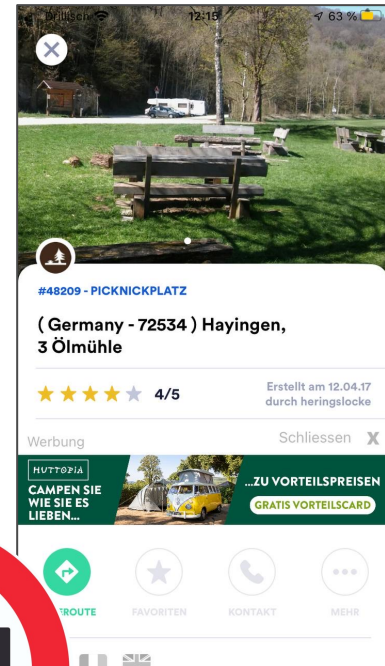 Drillisch
12:15
63 %
#48209 - PICKNICKPLATZ
( Germany - 72534 ) Hayingen,
3 Ölmühle
4/5
Erstellt am 12.04.17
durch heringslocke
Werbung
Schliessen X
HUTTOPIA
CAMPEN SIE
WIE SIE ES
LIEBEN...
...ZU VORTEILSPREISEN
GRATIS VORTEILSCARD
FAVORITEN
KONTAKT
MEHR